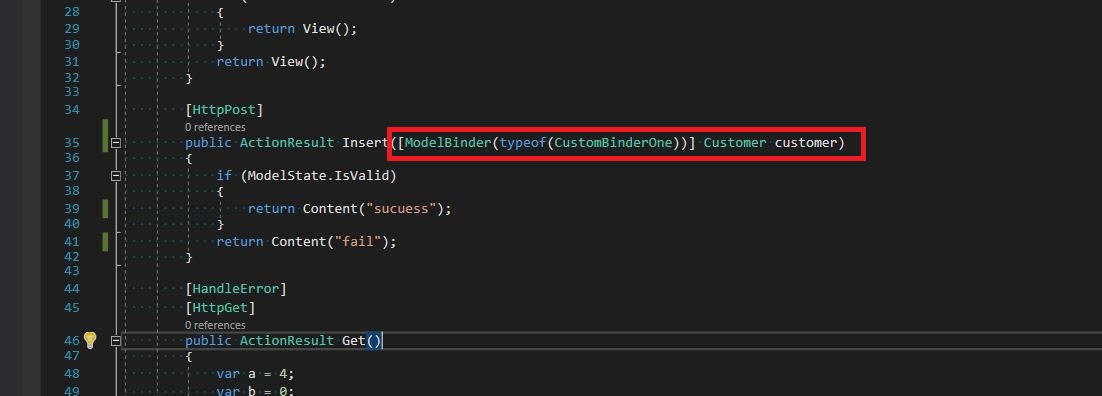 28 {
29 return View();
30 }
31 return View();
32 }
33
34 [HttpPost]
0 references
35 public ActionResult Insert([ModelBinder(typeof(CustomBinderOne))] Customer customer)
36 {
37 if (ModelState.IsValid)
38 {
39 return Content("sucuess");
40 }
41 return Content("fail");
42 }
43
44 [HandleError]
45 [HttpGet]
0 references
46 public ActionResult Get()
47 {
48 var a = 4;
49 var b = 0;